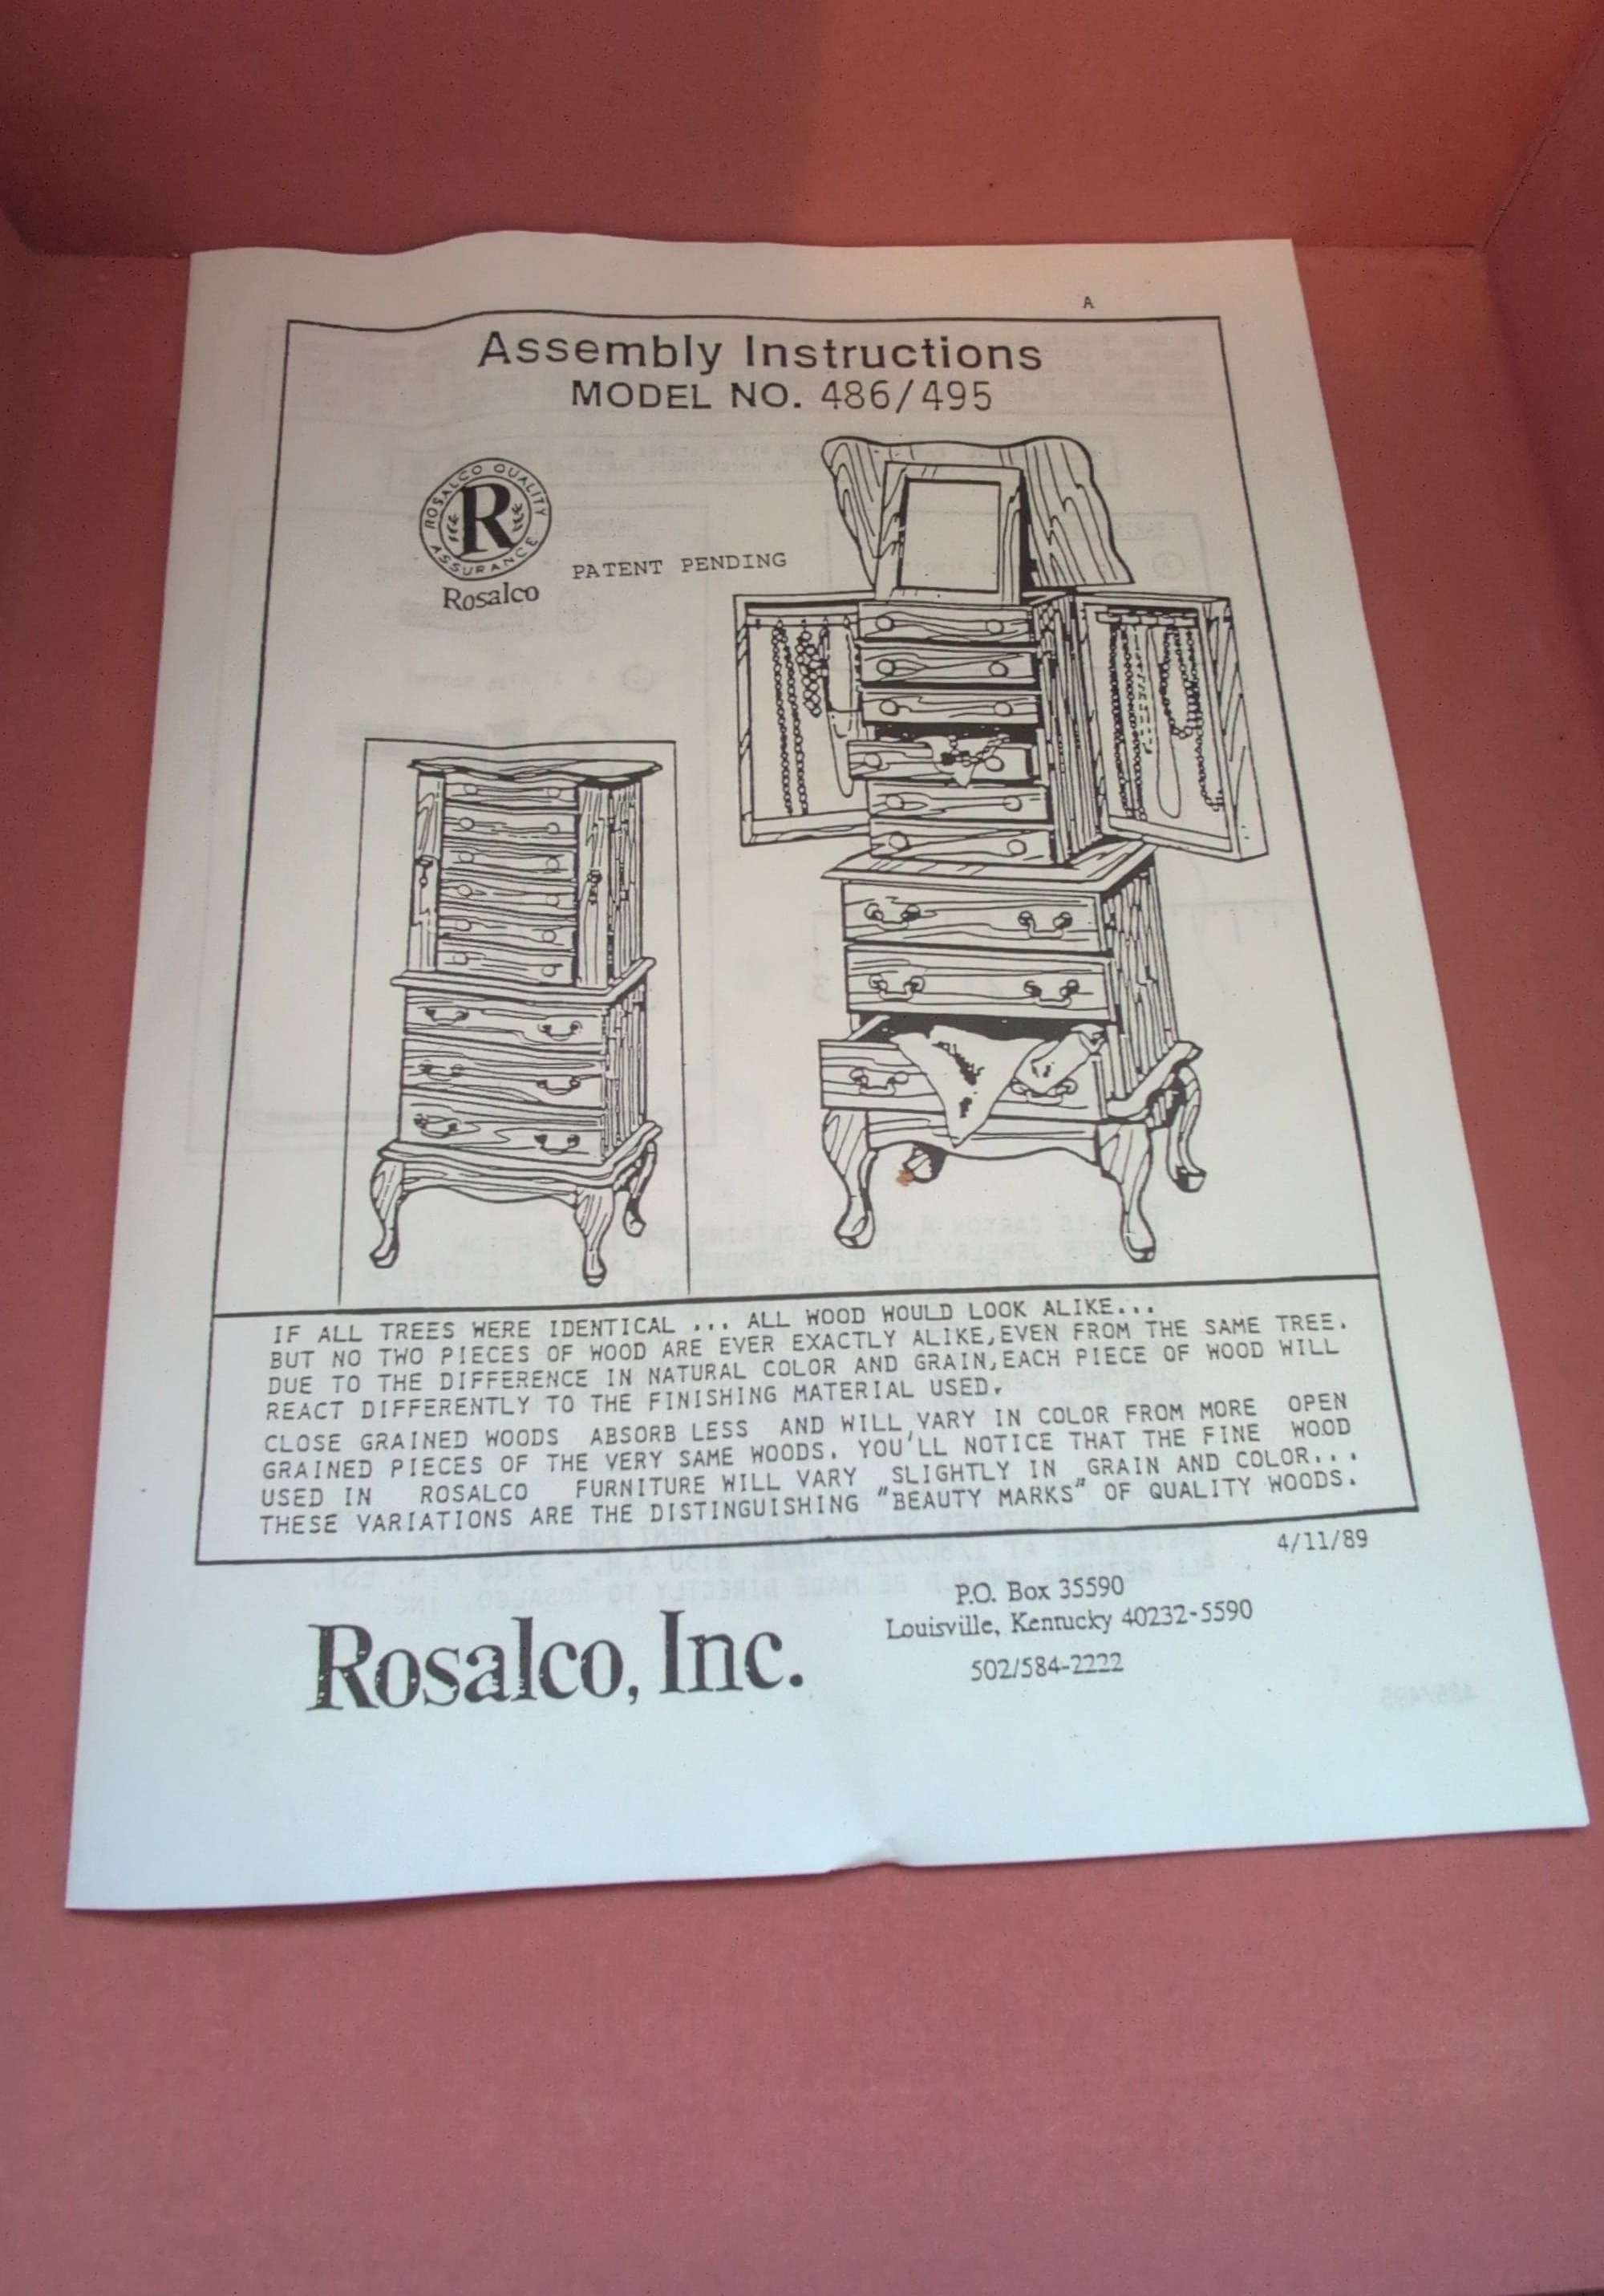 A
Assembly Instructions
MODEL NO. 486/495
ROSALCO QUALITY
R
ASSURANCE
Rosalco
PATENT PENDING
IF ALL TREES WERE IDENTICAL ... ALL WOOD WOULD LOOK ALIKE...
BUT NO TWO PIECES OF WOOD ARE EVER EXACTLY ALIKE,EVEN FROM THE SAME TREE.
DUE TO THE DIFFERENCE IN NATURAL COLOR AND GRAIN,EACH PIECE OF WOOD WILL
REACT DIFFERENTLY TO THE FINISHING MATERIAL USED.
CLOSE GRAINED WOODS ABSORB LESS AND WILL VARY IN COLOR FROM MORE OPEN
GRAINED PIECES OF THE VERY SAME WOODS. YOU'LL NOTICE THAT THE FINE WOOD
USED IN ROSALCO FURNITURE WILL VARY SLIGHTLY IN GRAIN AND COLOR...
THESE VARIATIONS ARE THE DISTINGUISHING "BEAUTY MARKS" OF QUALITY WOODS.
4/11/89
Rosalco, Inc.
P.O. Box 35590
Louisville, Kentucky 40232-5590
502/584-2222